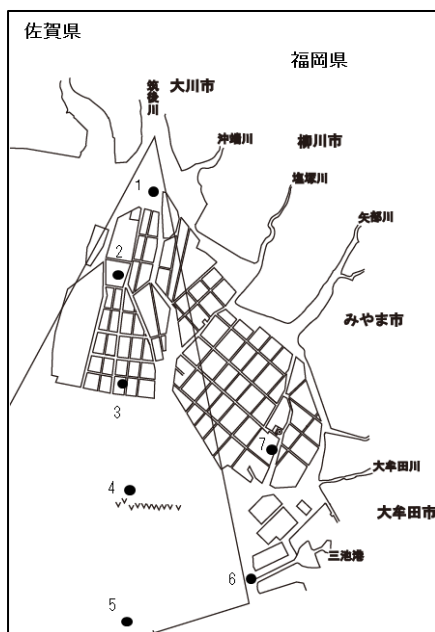 佐賀県
福岡県
筑後川
大川市
沖端川
柳川市
塩塚川
矢部川
1
2
みやま市
3
7
大牟田川
4
大牟田市
三池港
6
5